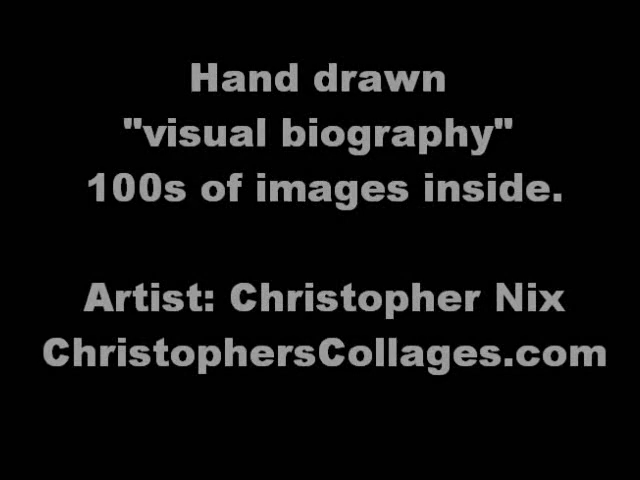 Hand drawn
"visual biography"
100s of images inside.
Artist: Christopher Nix
ChristophersCollages.com